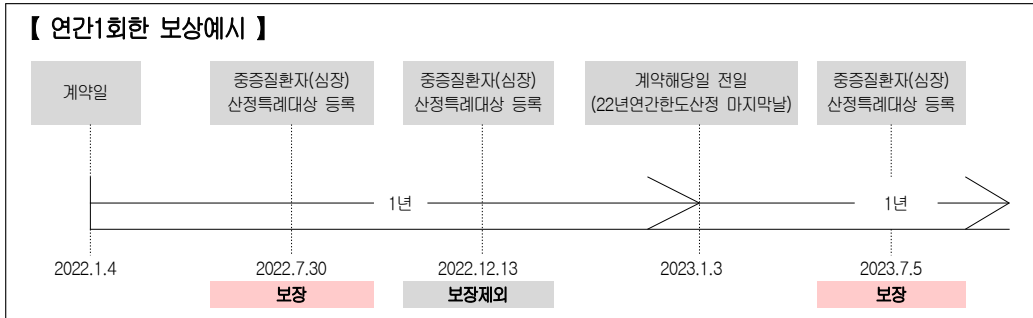 【 연간1회한 보상예시 】
계약일
중증질환자(심장)
산정특례대상 등록
중증질환자(심장)
산정특례대상 등록
계약해당일 전일
(22년연간한도산정 마지막날)
중증질환자(심장)
산정특례대상 등록
1년
1년
2022.1.4
2022.7.30
2022.12.13
2023.1.3
2023.7.5
보장
보장제외
보장